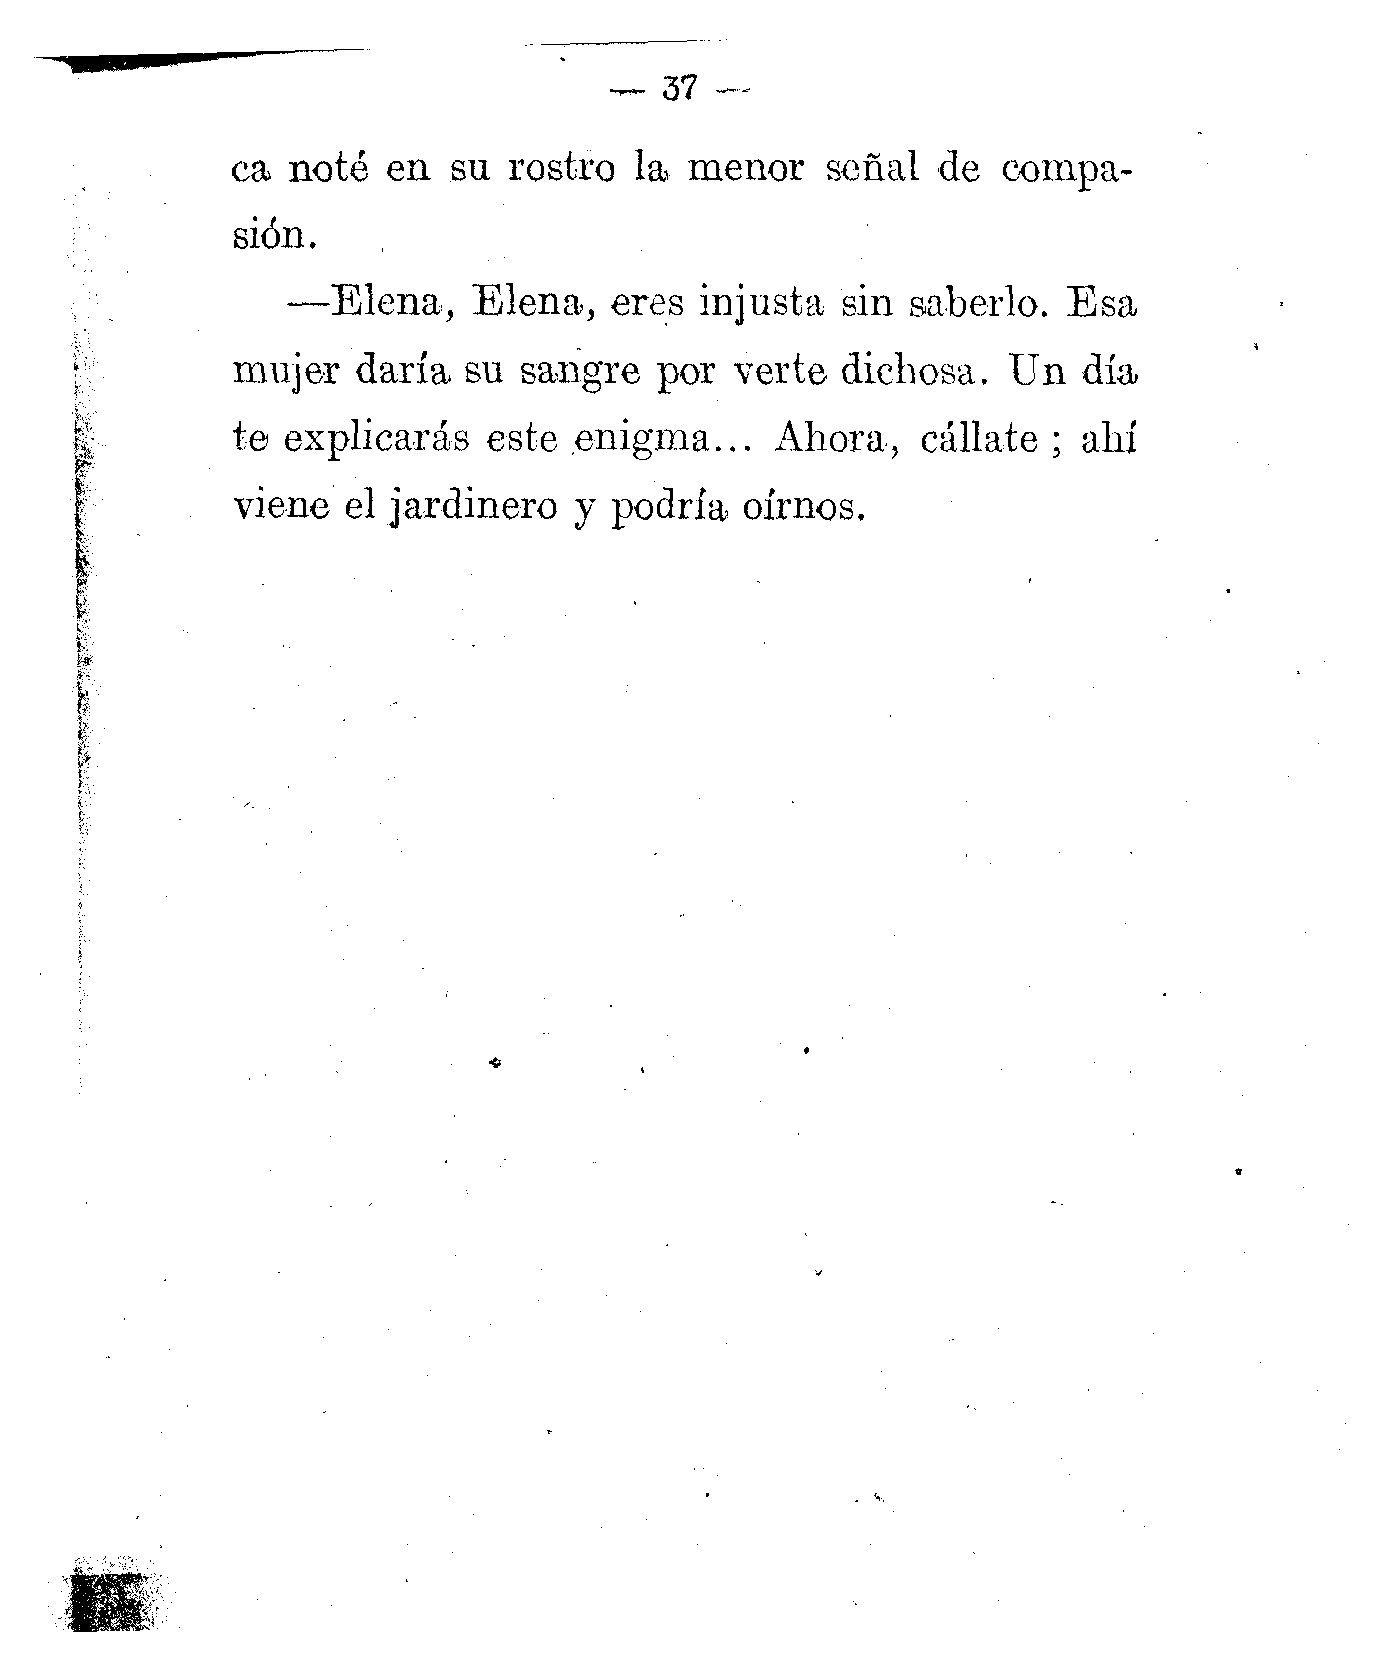 — 37 —
ca noté en su rostro la menor señal de compa-
sión.
—Elena, Elena, eres injusta sin saberlo. Esa
mujer daría su sangre por verte dichosa. Un día
te explicarás este enigma... Ahora, cállate ; ahí
viene el jardinero y podría oírnos.